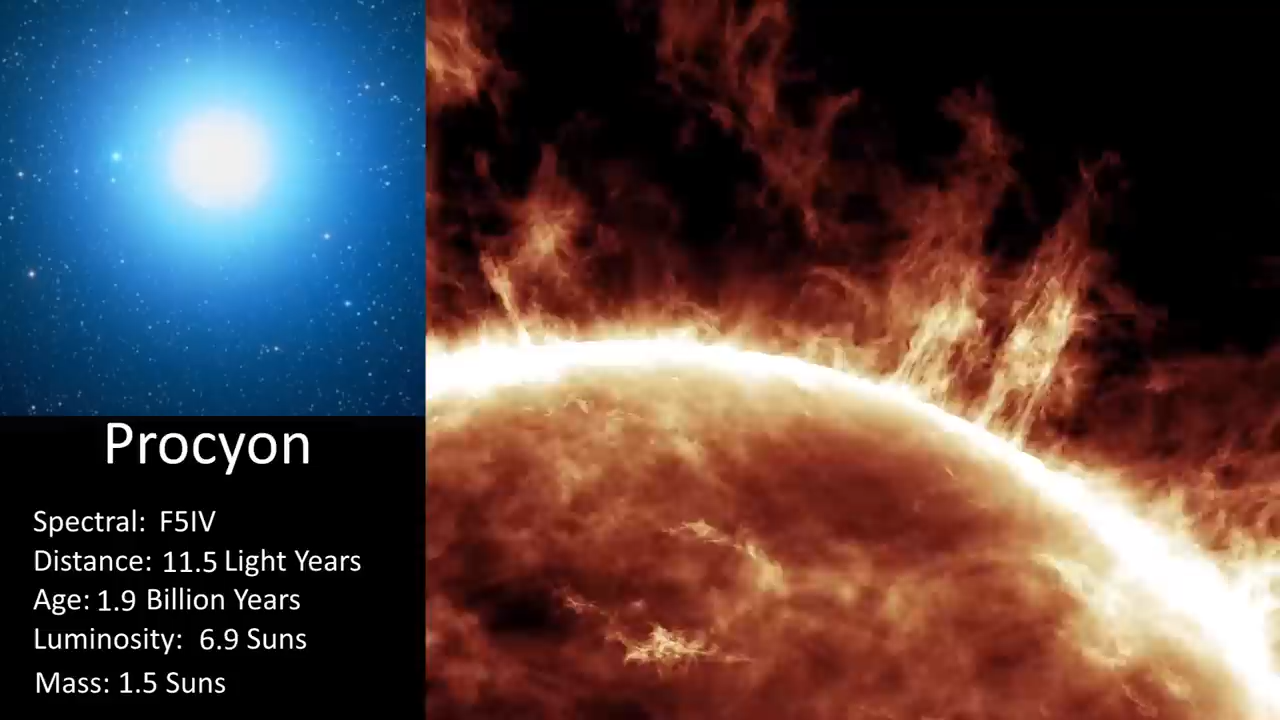 Procyon
Spectral: F5IV
Distance: 11.5 Light Years
Age: 1.9 Billion Years
Luminosity: 6.9 Suns
Mass: 1.5 Suns